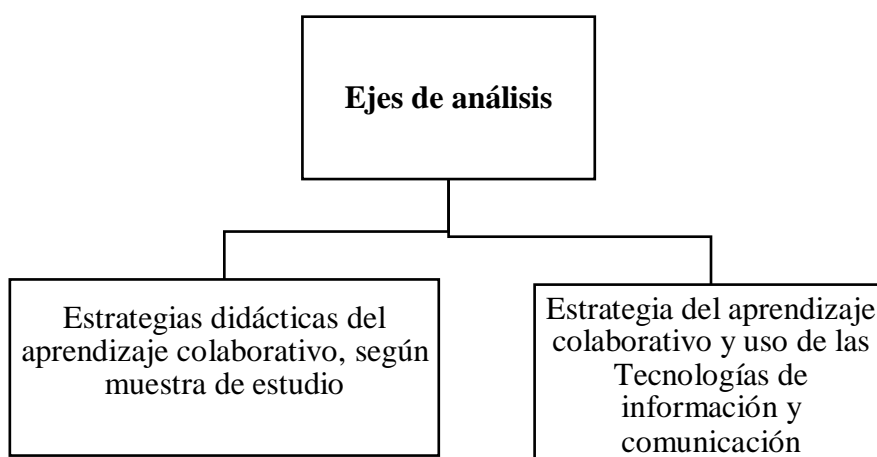 Ejes de análisis
Estrategias didácticas del
aprendizaje colaborativo, según
muestra de estudio
Estrategia del aprendizaje
colaborativo y uso de las
Tecnologías de
información y
comunicación